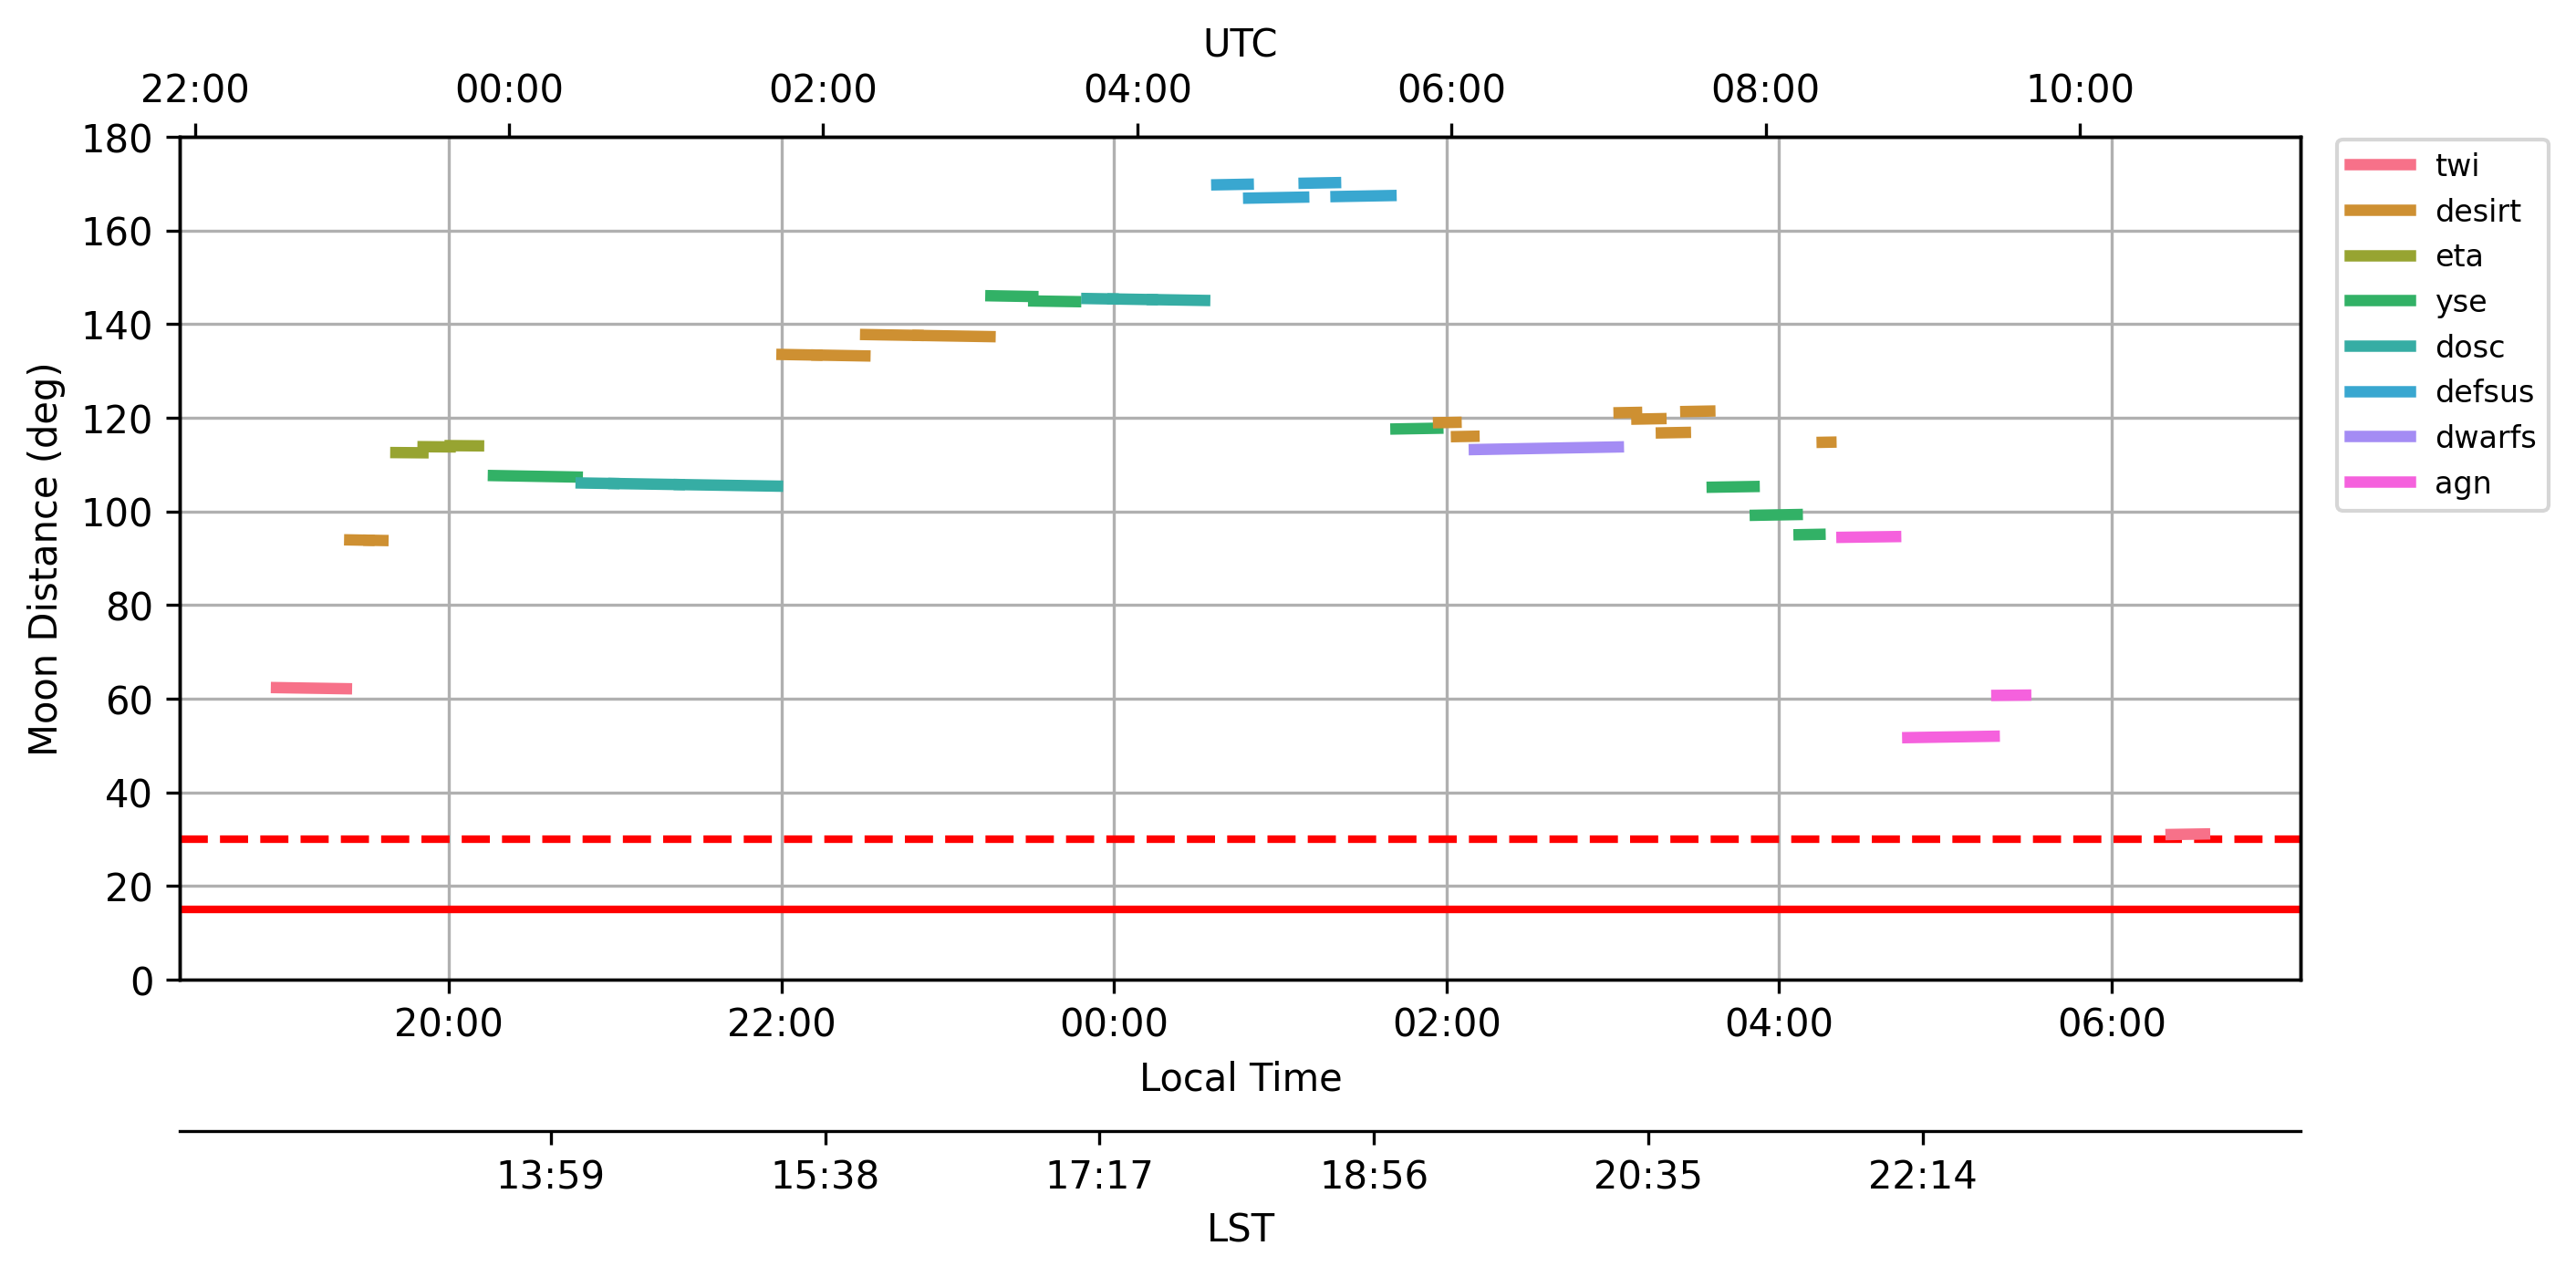 UTC
22:00 00:00 02:00 04:00 06:00 08:00 10:00
180
160
140
120
100
80
60
40
20
0
Moon Distance (deg)
twi
desirt
eta
yse
dosc
defsus
dwarfs
agn
20:00 22:00 00:00 02:00 04:00 06:00
Local Time
13:59 15:38 17:17 18:56 20:35 22:14
LST